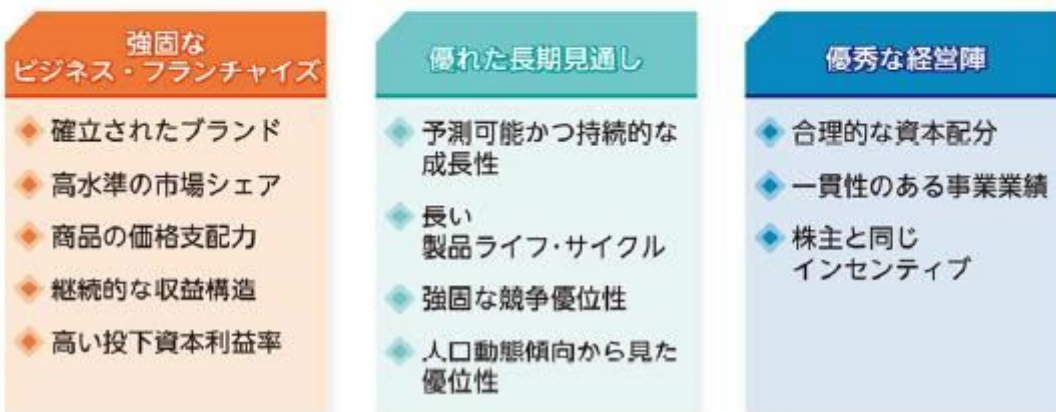 強固な
ビジネス・フランチャイズ
確立されたブランド
高水準の市場シェア
商品の価格支配力
継続的な収益構造
高い投下資本利益率
優れた長期見通し
予測可能かつ持続的な
成長性
長い
製品ライフ・サイクル
強固な競争優位性
人口動態傾向から見た
優位性
優秀な経営陣
合理的な資本配分
一貫性のある事業業績
株主と同じ
インセンティブ